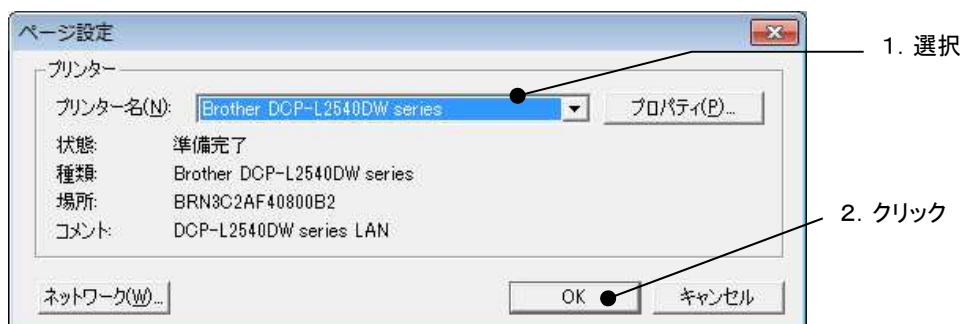 ページ設定
1. 選択
プリンター
プリンター名(N): Brother DCP-L2540DW series プロパティ(P)...
状態: 準備完了
種類: Brother DCP-L2540DW series
場所: BRN3C2AF40800B2
2. クリック
コメント: DCP-L2540DW series LAN
ネットワーク(W)... OK キャンセル